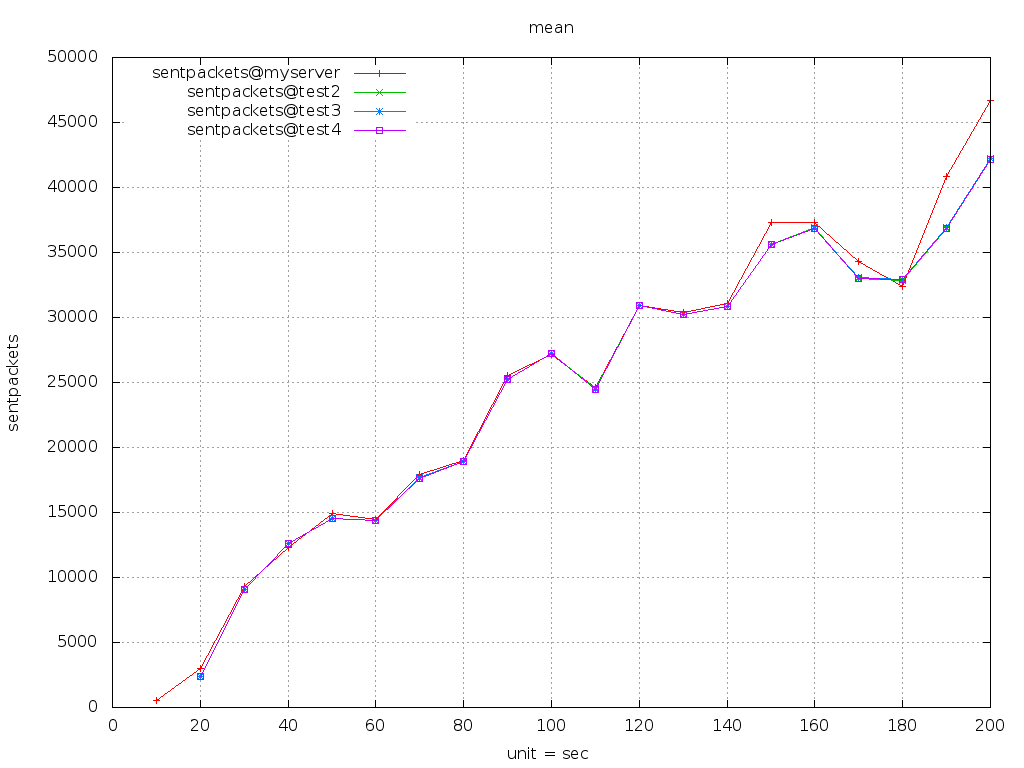 mean
50000
45000
40000
35000
30000
25000
20000
15000
10000
5000
0
sentpackets
sentpackets@myserver
sentpackets@test2
sentpackets@test3
sentpackets@test4
0 20 40 60 80 100 120 140 160 180 200
unit = sec